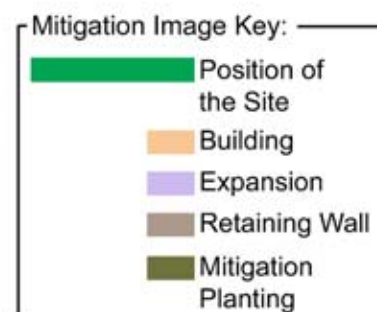 Mitigation Image Key:
Position of
the Site
Building
Expansion
Retaining Wall
Mitigation
Planting